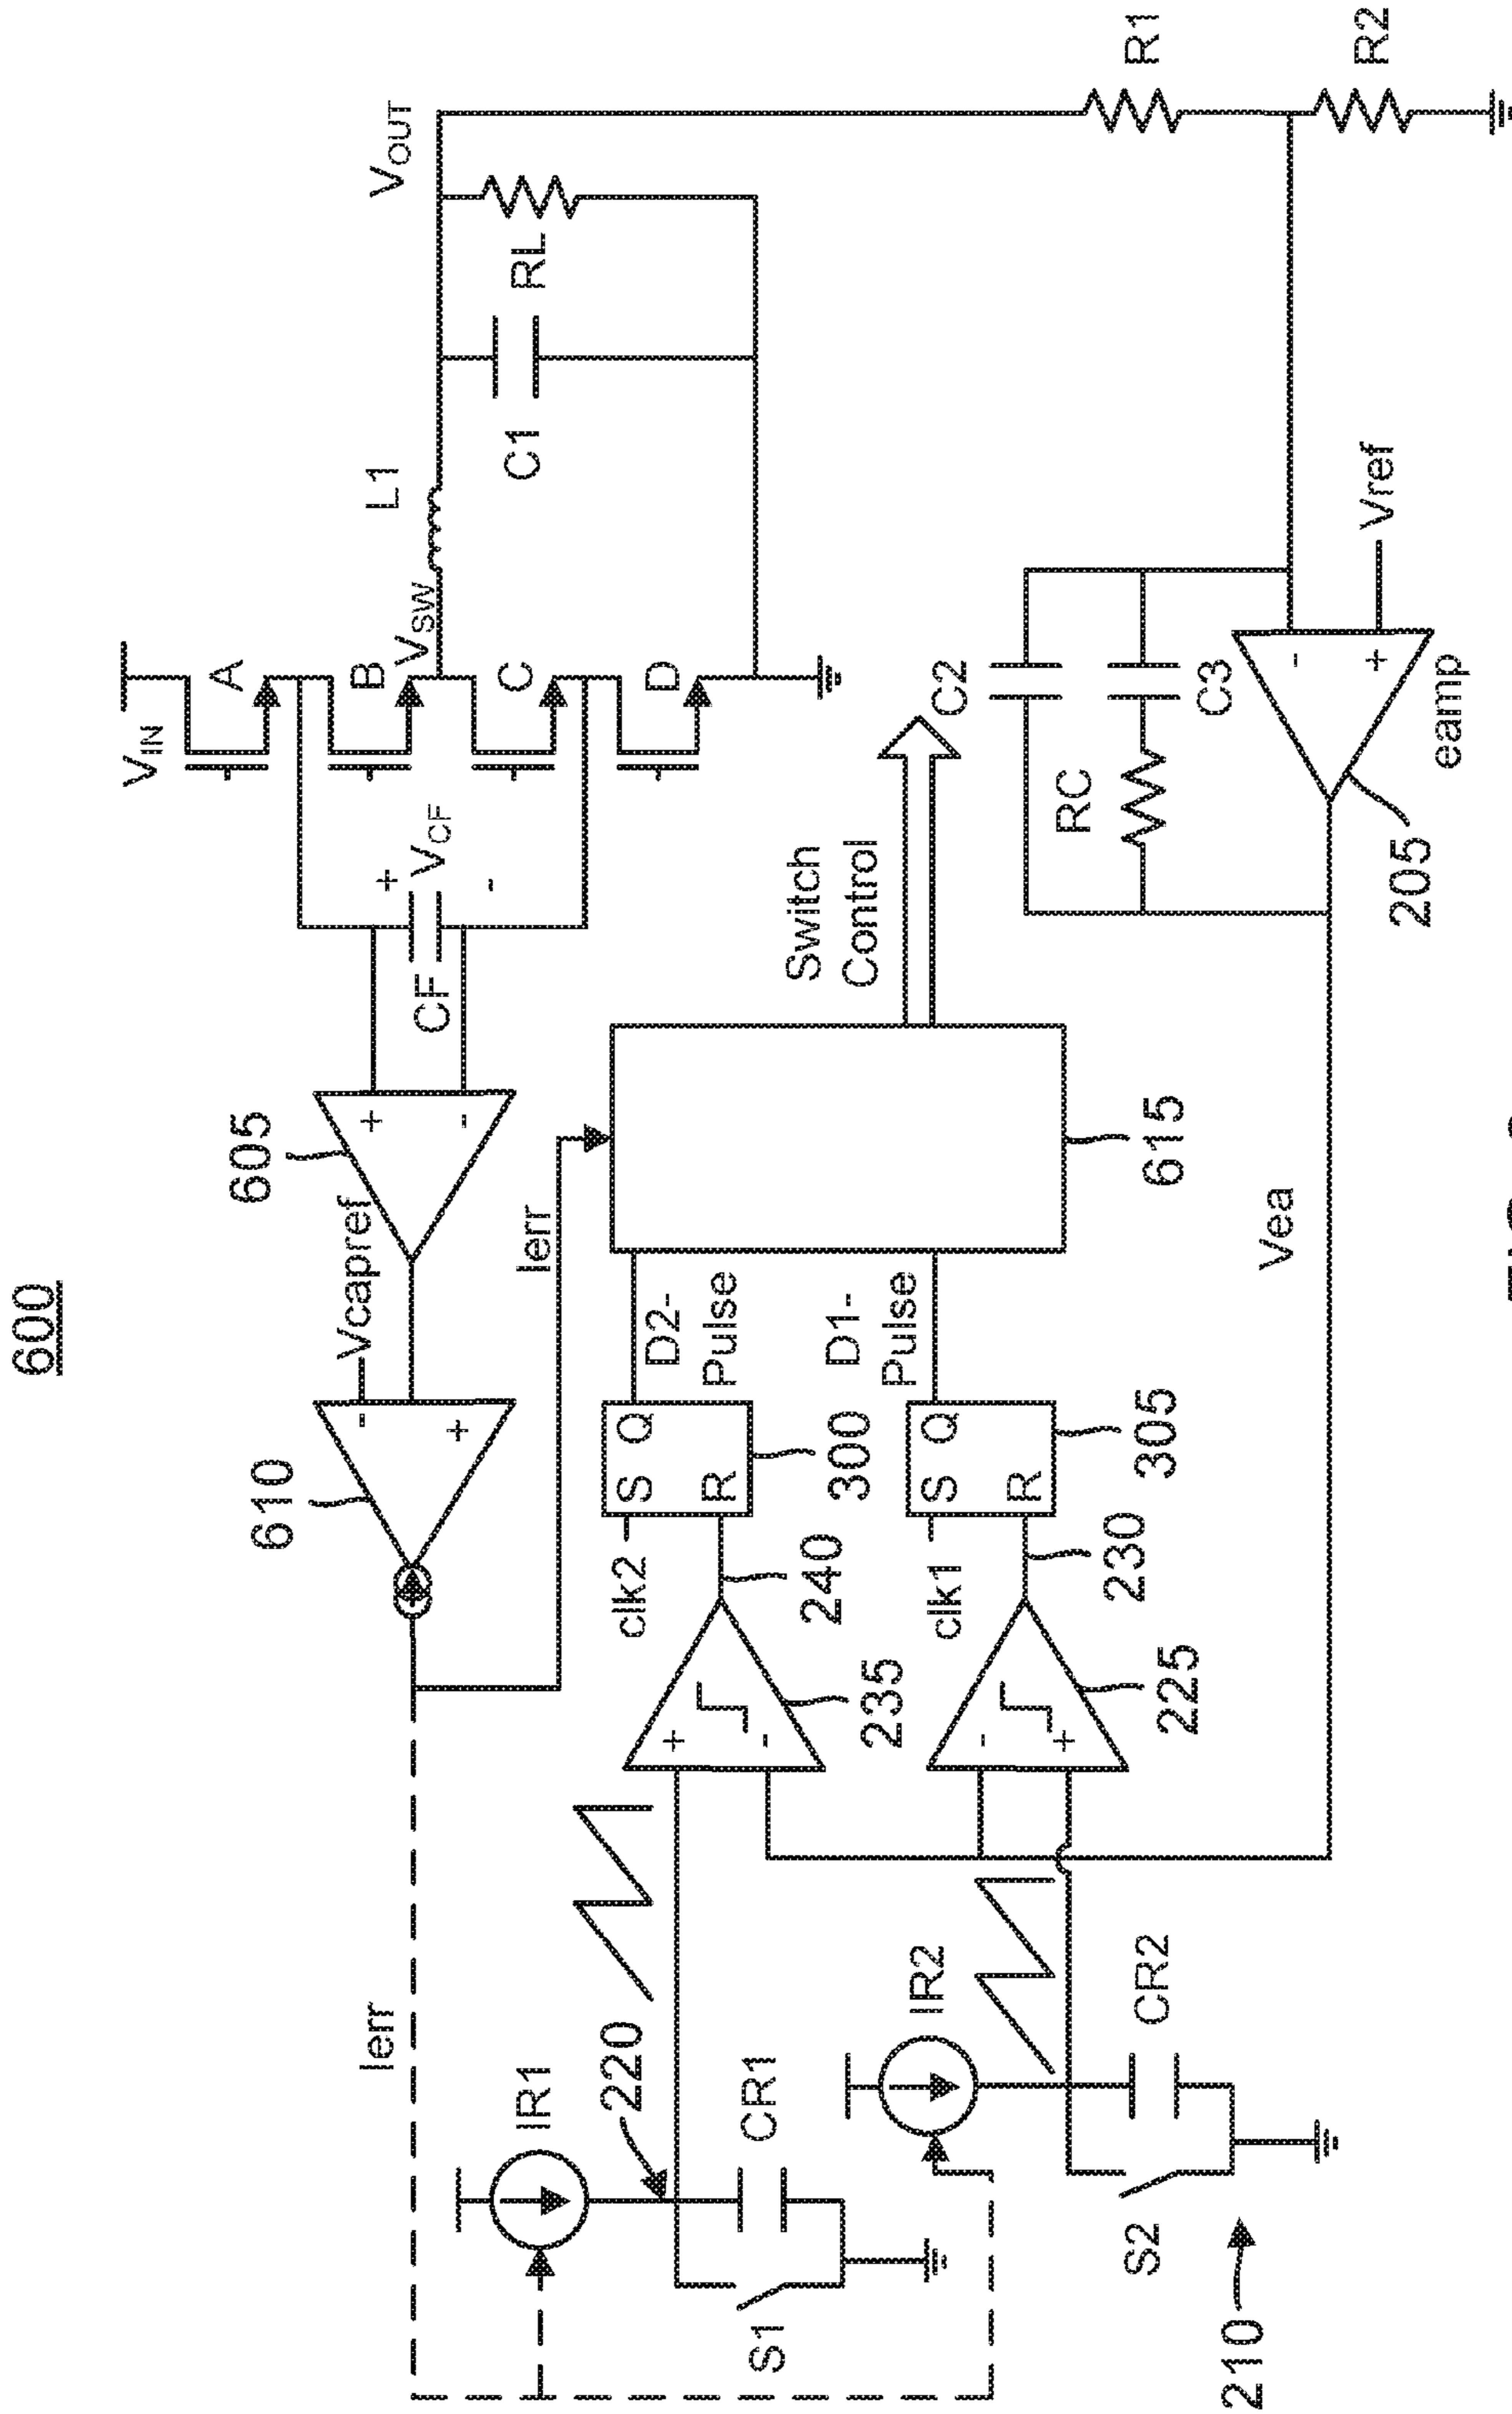 600
610
605
Vcapref
Ierr
Ierr
+
-
+
-
CF
+
VCF
-
VIN
A
B
C
D
VSW
L1
VOUT
C1
RL
R1
R2
IR1
220
CR1
S1
IR2
CR2
S2
210
+
-
235
240
-
+
225
230
clk2
S Q
R
300
clk1
S Q
R
305
D2-
Pulse
D1-
Pulse
615
Switch
Control
C2
RC
C3
-
+
Vref
eamp
205
Vea